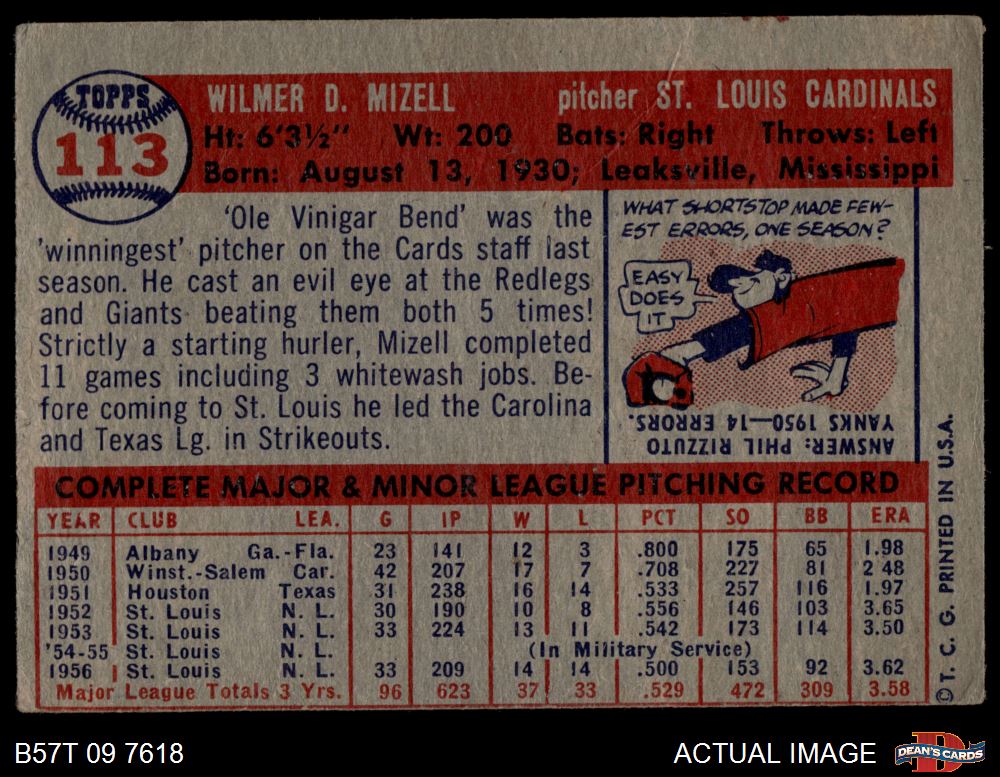 TOPPS
113
WILMER D. MIZELL pitcher ST. LOUIS CARDINALS
Ht: 6'3½" Wt: 200 Bats: Right Throws: Left
Born: August 13, 1930; Leaksville, Mississippi
'Ole Vinigar Bend' was the
'winningest' pitcher on the Cards staff last
season. He cast an evil eye at the Redlegs
and Giants beating them both 5 times!
Strictly a starting hurler, Mizell completed
11 games including 3 whitewash jobs. Be-
fore coming to St. Louis he led the Carolina
and Texas Lg. in Strikeouts.
WHAT SHORTSTOP MADE FEW-
EST ERRORS, ONE SEASON?
EASY
DOES
IT
ANSWER: PHIL RIZZUTO
YANKS 1950—14 ERRORS.
COMPLETE MAJOR & MINOR LEAGUE PITCHING RECORD
YEAR CLUB LEA. G IP W L PCT SO BB ERA
1949 Albany Ga.-Fla. 23 141 12 3 .800 175 65 1.98
1950 Winst.-Salem Car. 42 207 17 7 .708 227 81 2 48
1951 Houston Texas 31 238 16 14 .533 257 116 1.97
1952 St. Louis N. L. 30 190 10 8 .556 146 103 3.65
1953 St. Louis N. L. 33 224 13 11 .542 173 114 3.50
'54-55 St. Louis N. L. (In Military Service)
1956 St. Louis N. L. 33 209 14 14 .500 153 92 3.62
Major League Totals 3 Yrs. 96 623 37 33 .529 472 309 3.58
© T. C. G. PRINTED IN U.S.A.
B57T 09 7618
ACTUAL IMAGE
DEAN'S CARDS